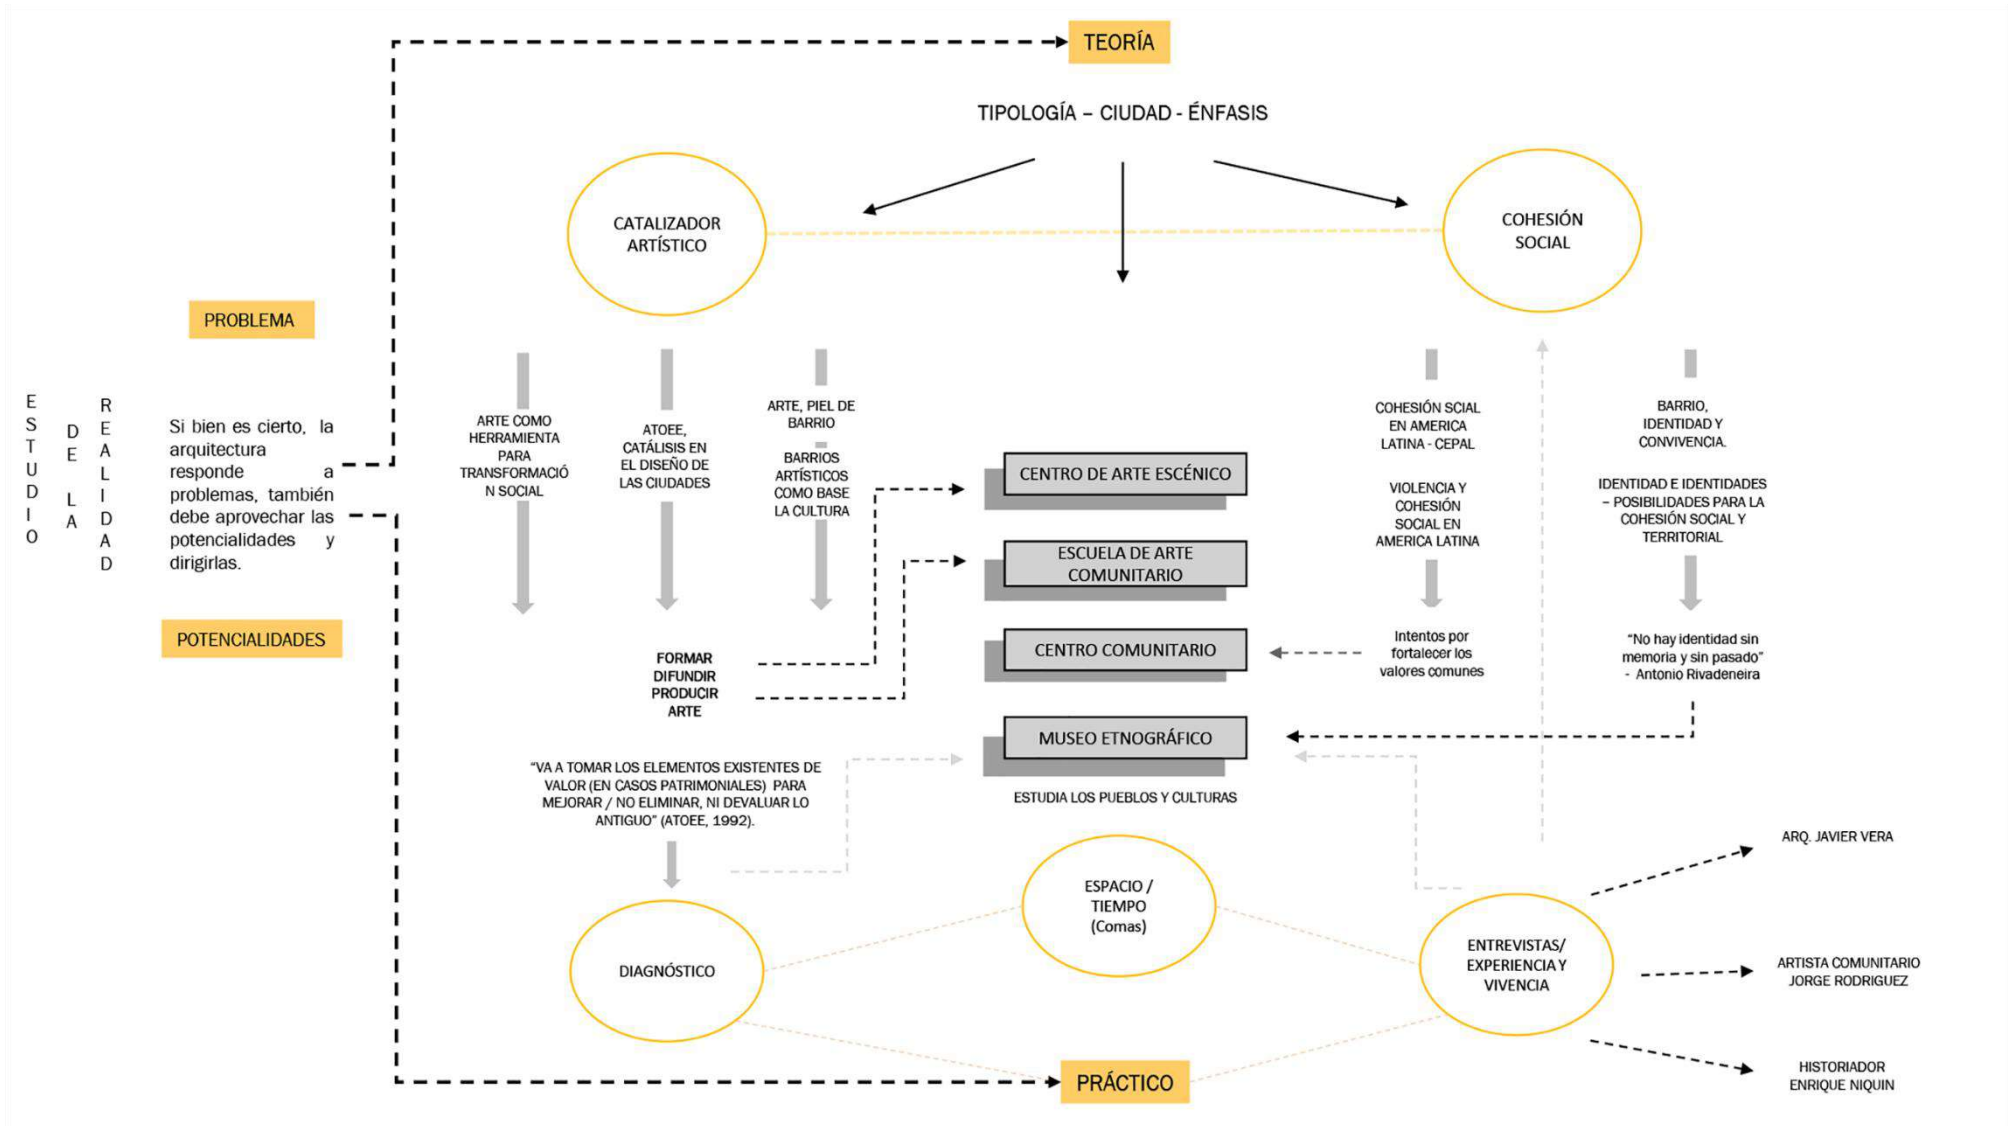 TEORÍA
TIPOLOGÍA – CIUDAD - ÉNFASIS
CATALIZADOR
ARTÍSTICO
COHESIÓN
SOCIAL
PROBLEMA
ESTUDIO
DE LA
REALIDAD
Si bien es cierto, la
arquitectura
responde a
problemas, también
debe aprovechar las
potencialidades y
dirigirlas.
POTENCIALIDADES
ARTE COMO
HERRAMIENTA
PARA
TRANSFORMACIÓ
N SOCIAL
ATOEE,
CATÁLISIS EN
EL DISEÑO DE
LAS CIUDADES
ARTE, PIEL DE
BARRIO
BARRIOS
ARTÍSTICOS
COMO BASE
LA CULTURA
CENTRO DE ARTE ESCÉNICO
ESCUELA DE ARTE
COMUNITARIO
CENTRO COMUNITARIO
MUSEO ETNOGRÁFICO
ESTUDIA LOS PUEBLOS Y CULTURAS
COHESIÓN SCIAL
EN AMERICA
LATINA - CEPAL
VIOLENCIA Y
COHESIÓN
SOCIAL EN
AMERICA LATINA
BARRIO,
IDENTIDAD Y
CONVIVENCIA.
IDENTIDAD E IDENTIDADES
– POSIBILIDADES PARA LA
COHESIÓN SOCIAL Y
TERRITORIAL
Intentos por
fortalecer los
valores comunes
“No hay identidad sin
memoria y sin pasado”
- Antonio Rivadeneira
FORMAR
DIFUNDIR
PRODUCIR
ARTE
“VA A TOMAR LOS ELEMENTOS EXISTENTES DE
VALOR (EN CASOS PATRIMONIALES) PARA
MEJORAR / NO ELIMINAR, NI DEVALUAR LO
ANTIGUO” (ATOEE, 1992).
DIAGNÓSTICO
ESPACIO /
TIEMPO
(Comas)
ENTREVISTAS/
EXPERIENCIA Y
VIVENCIA
ARQ. JAVIER VERA
ARTISTA COMUNITARIO
JORGE RODRIGUEZ
HISTORIADOR
ENRIQUE NIQUIN
PRÁCTICO